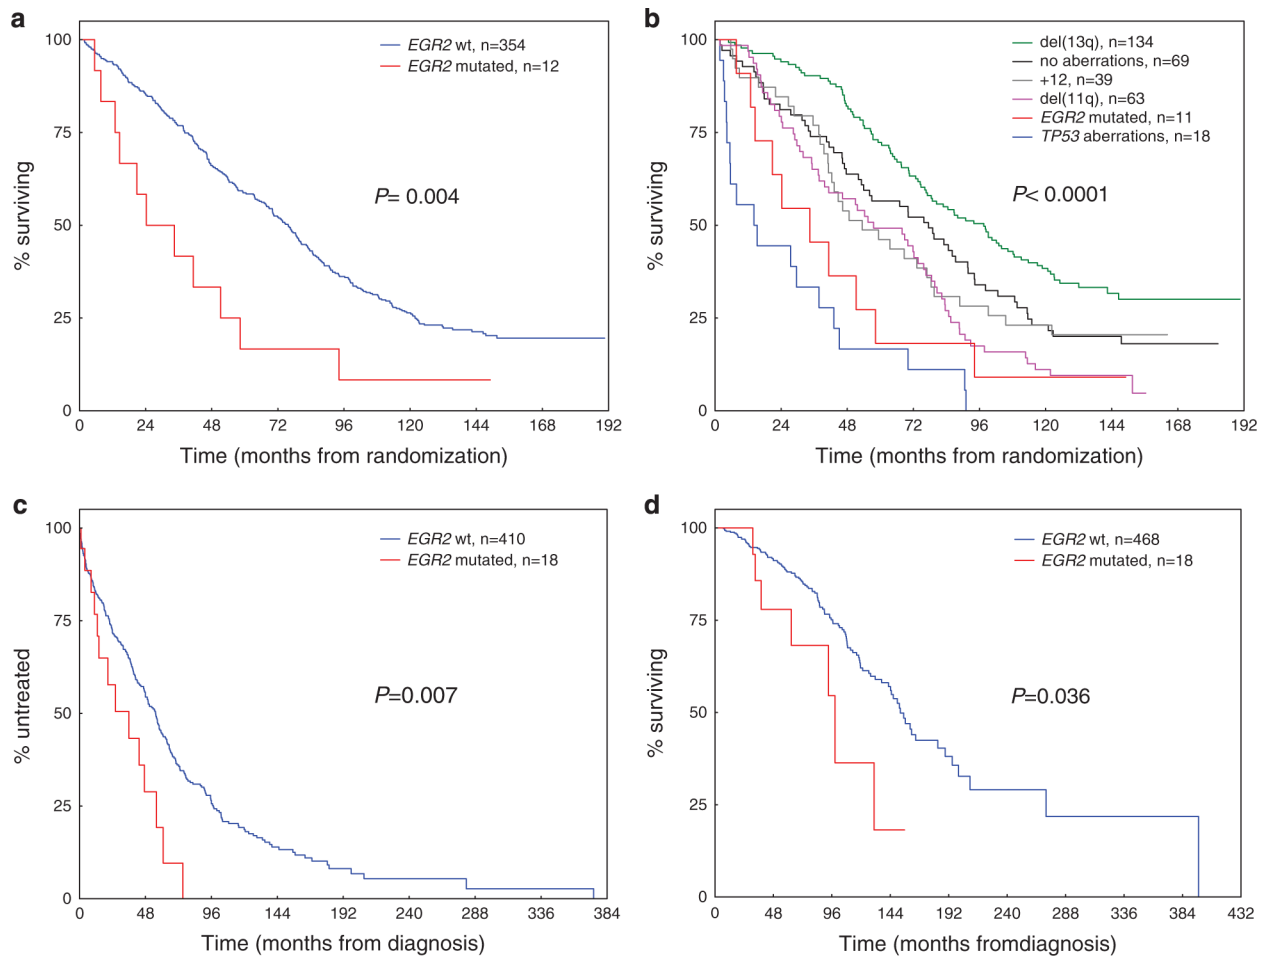 a
EGR2 wt, n=354
EGR2 mutated, n=12
P= 0.004
% surviving
100
75
50
25
0
0 24 48 72 96 120 144 168 192
Time (months from randomization)
b
del(13q), n=134
no aberrations, n=69
+12, n=39
del(11q), n=63
EGR2 mutated, n=11
TP53 aberrations, n=18
P< 0.0001
% surviving
100
75
50
25
0
0 24 48 72 96 120 144 168 192
Time (months from randomization)
c
EGR2 wt, n=410
EGR2 mutated, n=18
P=0.007
% untreated
100
75
50
25
0
0 48 96 144 192 240 288 336 384
Time (months from diagnosis)
d
EGR2 wt, n=468
EGR2 mutated, n=18
P=0.036
% surviving
100
75
50
25
0
0 48 96 144 192 240 288 336 384 432
Time (months fromdiagnosis)